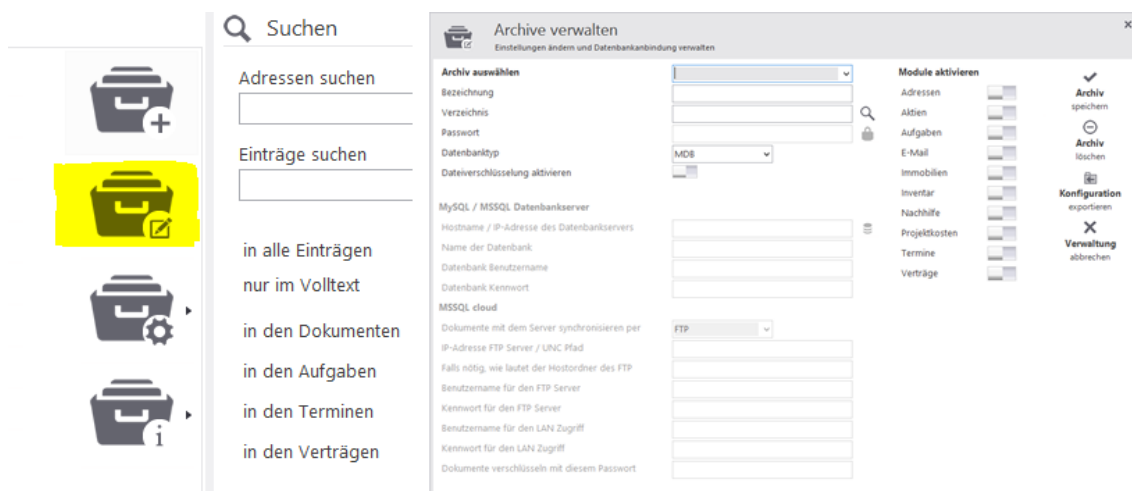 Suchen
Adressen suchen
Einträge suchen
in alle Einträgen
nur im Volltext
in den Dokumenten
in den Aufgaben
in den Terminen
in den Verträgen
Archive verwalten
Einstellungen ändern und Datenbankanbindung verwalten
Archiv auswählen
Bezeichnung
Verzeichnis
Passwort
Datenbanktyp MDB
Dateiverschlüsselung aktivieren
MySQL / MSSQL Datenbankserver
Hostname / IP-Adresse des Datenbankservers
Name der Datenbank
Datenbank Benutzername
Datenbank Kennwort
MSSQL cloud
Dokumente mit dem Server synchronisieren per FTP
IP-Adresse FTP Server / UNC Pfad
Falls nötig, wie lautet der Hostordner des FTP
Benutzername für den FTP Server
Kennwort für den FTP Server
Benutzername für den LAN Zugriff
Kennwort für den LAN Zugriff
Dokumente verschlüsseln mit diesem Passwort
Module aktivieren
Adressen
Aktien
Aufgaben
E-Mail
Immobilien
Inventar
Nachhilfe
Projektkosten
Termine
Verträge
Archiv
speichern
Archiv
löschen
Konfiguration
exportieren
Verwaltung
abbrechen